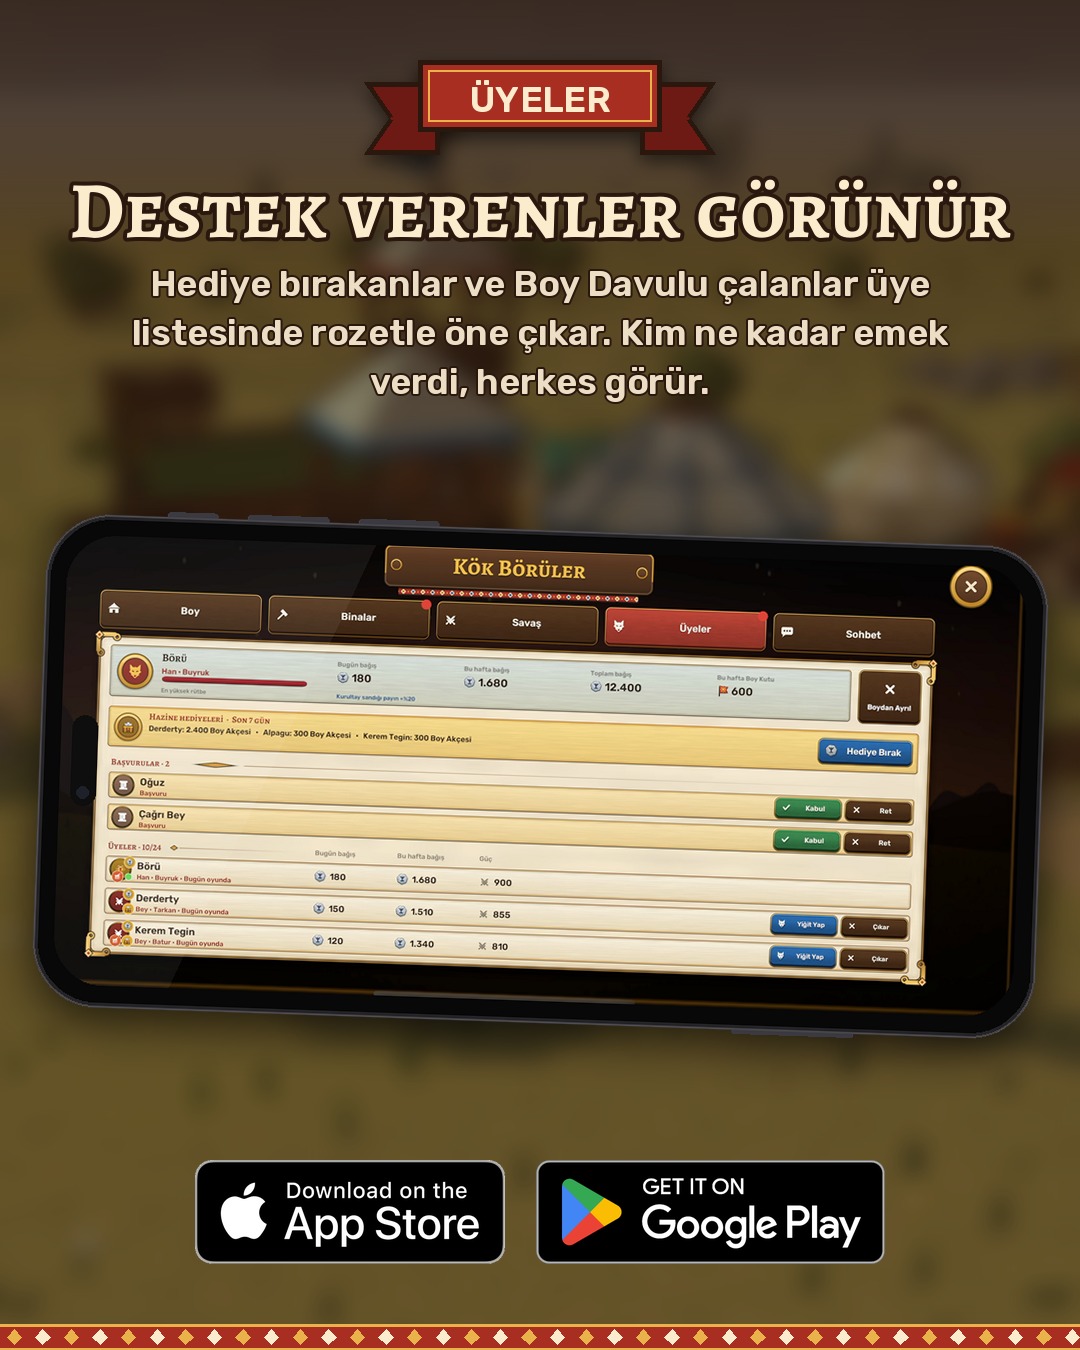 ÜYELER
DESTEK VERENLER GÖRÜNÜR
Hediye bırakanlar ve Boy Davulu çalanlar üye
listesinde rozetle öne çıkar. Kim ne kadar emek
verdi, herkes görür.
KÖK BÖRÜLER
Boy
Binalar
Savaş
Üyeler
Sohbet
BÖRÜ
Han • Buyruk
En yüksek rütbe
Bugün bağış
180
Kurultay sandığı payın +%20
Bu hafta bağış
1.680
Toplam bağış
12.400
Bu hafta Boy Kutu
600
Boydan Ayrıl
HAZİNE HEDİYELERİ - SON 7 GÜN
Derderty: 2.400 Boy Akçesi • Alpagu: 300 Boy Akçesi • Kerem Tegin: 300 Boy Akçesi
Hediye Bırak
BAŞVURULAR - 2
Oğuz
Başvuru
Kabul
Ret
Çağrı Bey
Başvuru
Kabul
Ret
ÜYELER - 10/24
Bugün bağış
Bu hafta bağış
Güç
Börü
Han • Buyruk • Bugün oyunda
180
1.680
900
Derderty
Bey • Tarkan • Bugün oyunda
150
1.510
855
Yiğit Yap
Çıkar
Kerem Tegin
Bey • Batur • Bugün oyunda
120
1.340
810
Yiğit Yap
Çıkar
Download on the
App Store
GET IT ON
Google Play